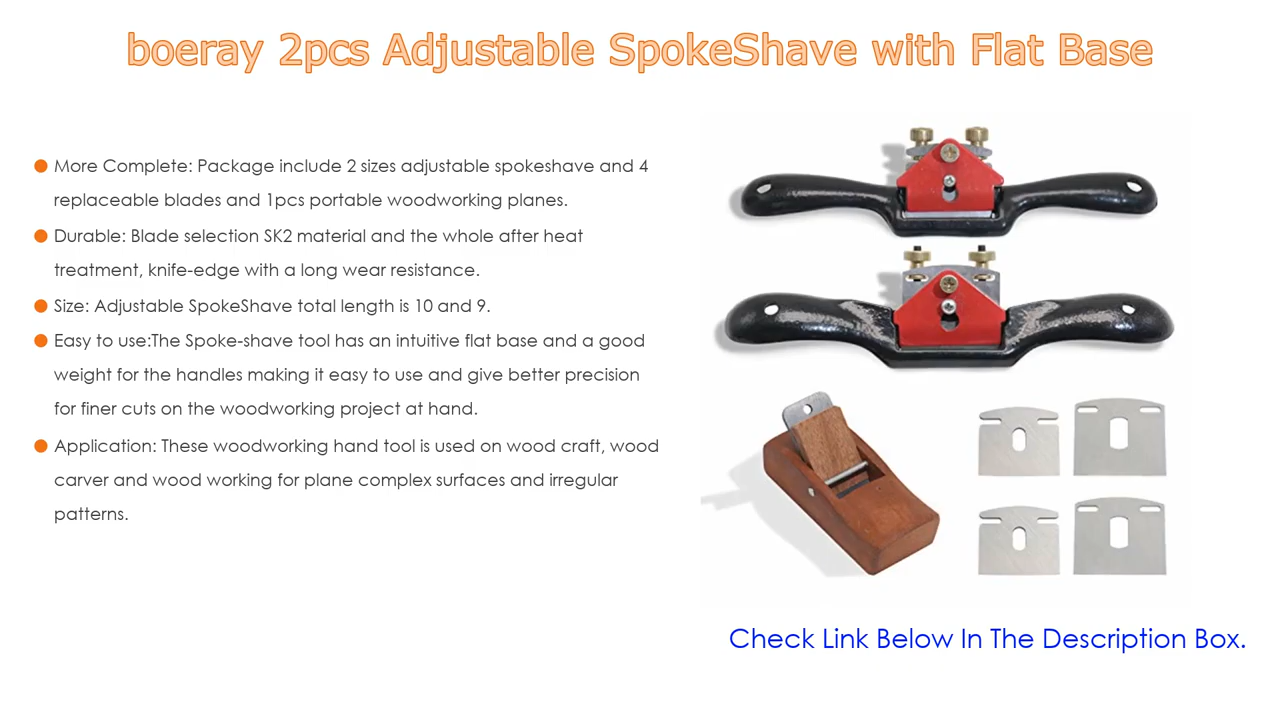 boeray 2pcs Adjustable SpokeShave with Flat Base
More Complete: Package include 2 sizes adjustable spokeshave and 4
replaceable blades and 1pcs portable woodworking planes.
Durable: Blade selection SK2 material and the whole after heat
treatment, knife-edge with a long wear resistance.
Size: Adjustable SpokeShave total length is 10 and 9.
Easy to use:The Spoke-shave tool has an intuitive flat base and a good
weight for the handles making it easy to use and give better precision
for finer cuts on the woodworking project at hand.
Application: These woodworking hand tool is used on wood craft, wood
carver and wood working for plane complex surfaces and irregular
patterns.
Check Link Below In The Description Box.